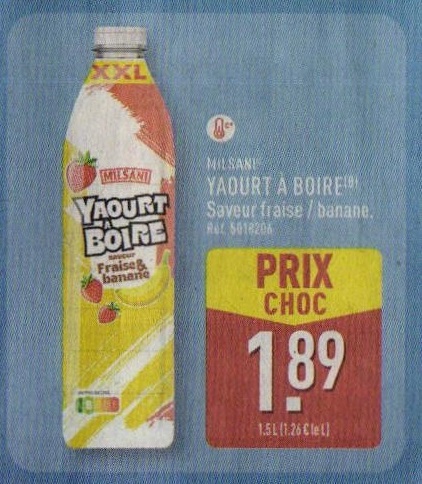 XXL
MILSANI
YAOURT
À
BOIRE
saveur
Fraise &
banane
MILSANI
YAOURT À BOIRE(B)
Saveur fraise / banane.
Réf. 5018206
PRIX
CHOC
1.89
1.5 L (1.26 € le L)